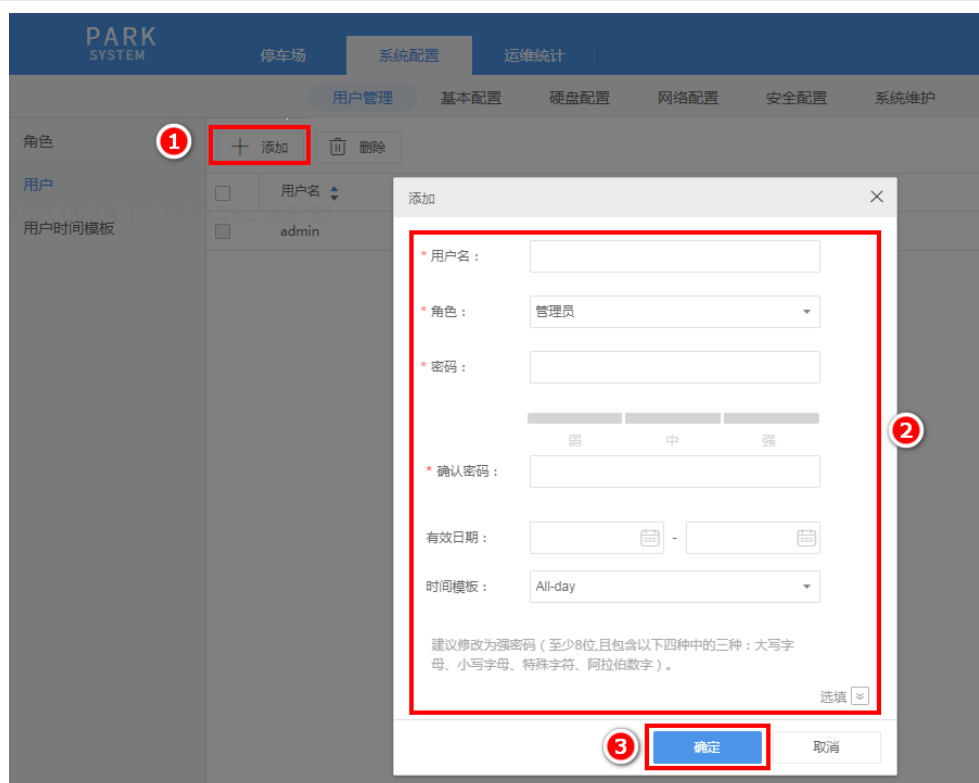 PARK
SYSTEM
停车场 系统配置 运维统计
用户管理 基本配置 硬盘配置 网络配置 安全配置 系统维护
角色
1
添加 删除
用户
用户名
用户时间模板
admin
添加
* 用户名：
* 角色： 管理员
* 密码：
弱 中 强
2
* 确认密码：
有效日期： -
时间模板： All-day
建议修改为强密码（至少8位,且包含以下四种中的三种：大写字
母、小写字母、特殊字符、阿拉伯数字）。
选填
3
确定 取消